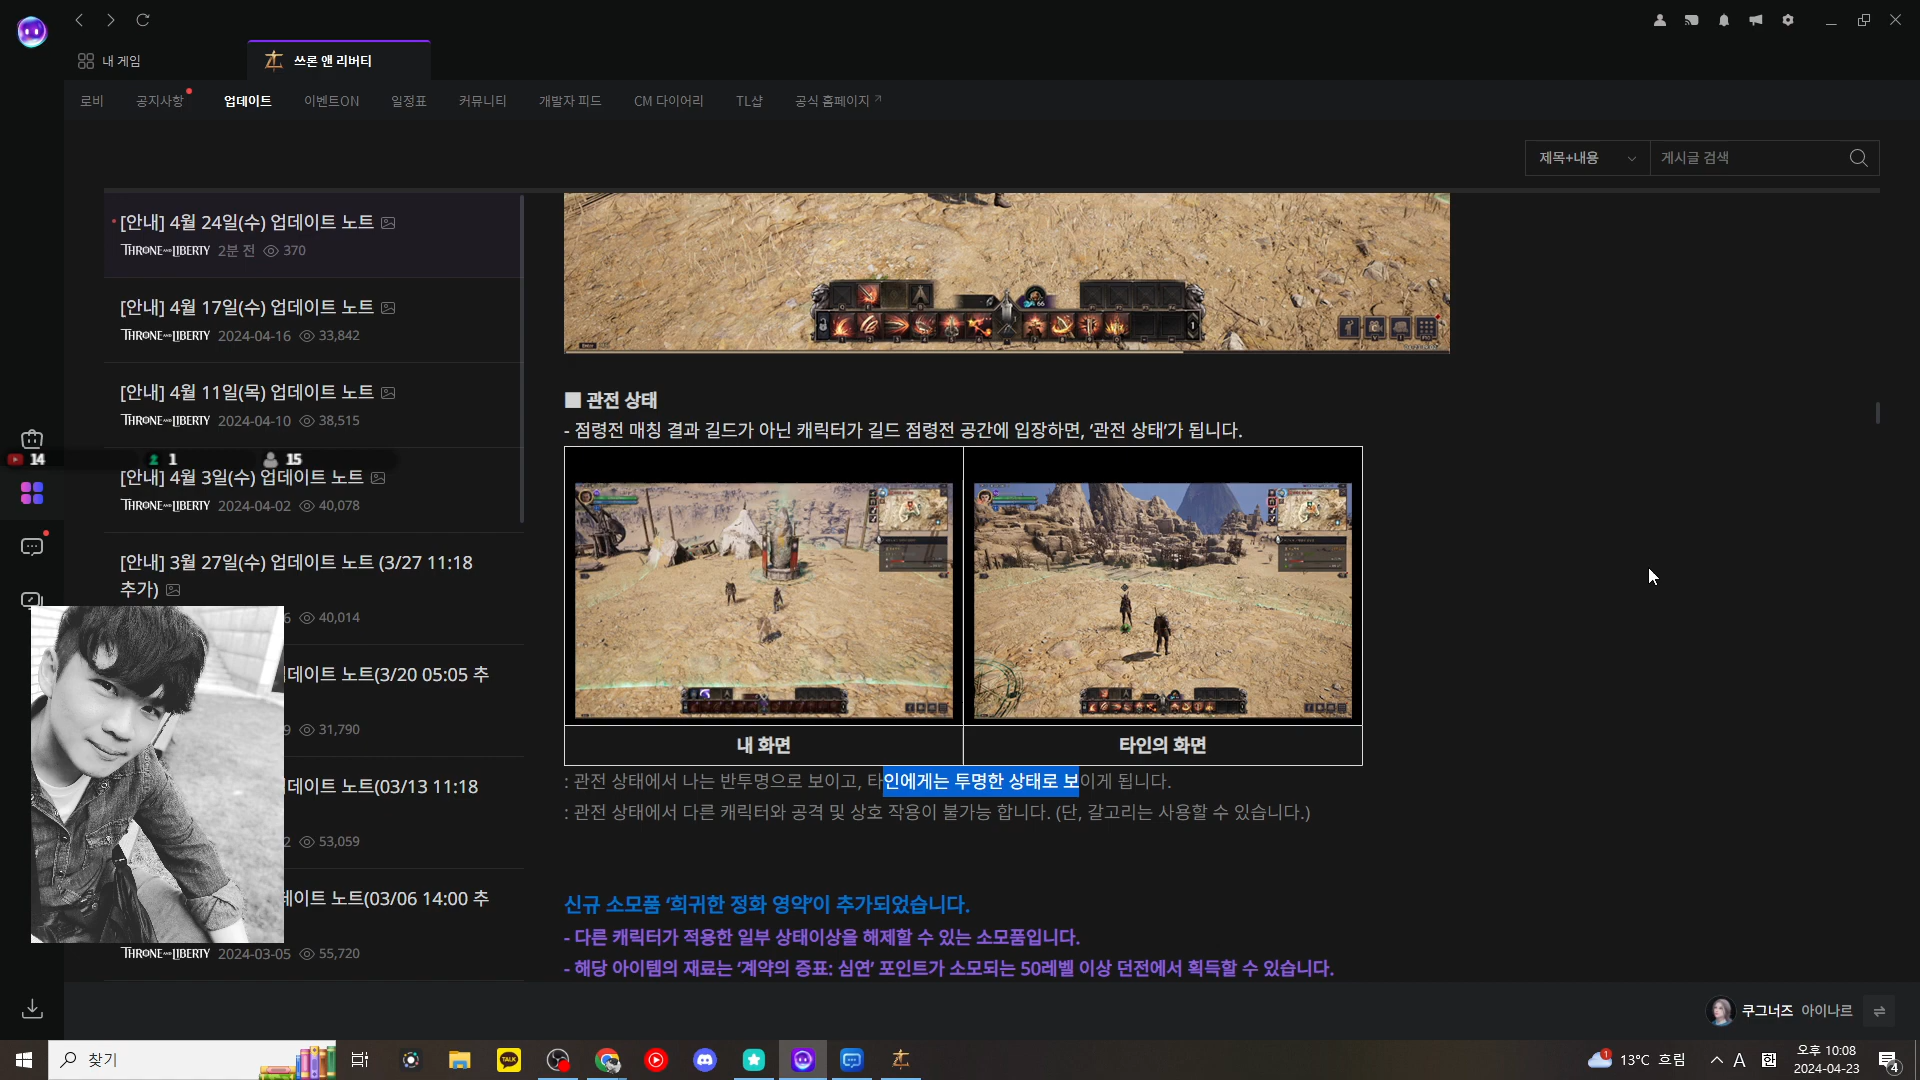 내 게임
쓰론 앤 리버티
로비
공지사항
업데이트
이벤트ON
일정표
커뮤니티
개발자 피드
CM 다이어리
TL샵
공식 홈페이지
제목+내용
게시글 검색
[안내] 4월 24일(수) 업데이트 노트
THRONE AND LIBERTY 2분 전 370
[안내] 4월 17일(수) 업데이트 노트
THRONE AND LIBERTY 2024-04-16 33,842
[안내] 4월 11일(목) 업데이트 노트
THRONE AND LIBERTY 2024-04-10 38,515
14 1 15
[안내] 4월 3일(수) 업데이트 노트
THRONE AND LIBERTY 2024-04-02 40,078
[안내] 3월 27일(수) 업데이트 노트 (3/27 11:18
추가)
40,014
데이트 노트(3/20 05:05 추
9 31,790
데이트 노트(03/13 11:18
2 53,059
데이트 노트(03/06 14:00 추
THRONE AND LIBERTY 2024-03-05 55,720
■ 관전 상태
- 점령전 매칭 결과 길드가 아닌 캐릭터가 길드 점령전 공간에 입장하면, ‘관전 상태’가 됩니다.
내 화면
타인의 화면
: 관전 상태에서 나는 반투명으로 보이고, 타인에게는 투명한 상태로 보이게 됩니다.
: 관전 상태에서 다른 캐릭터와 공격 및 상호 작용이 불가능 합니다. (단, 갈고리는 사용할 수 있습니다.)
신규 소모품 ‘희귀한 정화 영약’이 추가되었습니다.
- 다른 캐릭터가 적용한 일부 상태이상을 해제할 수 있는 소모품입니다.
- 해당 아이템의 재료는 ‘계약의 증표: 심연’ 포인트가 소모되는 50레벨 이상 던전에서 획득할 수 있습니다.
쿠그너즈 아이나르
찾기
TALK
1
13°C 흐림
A
한
오후 10:08
2024-04-23
4